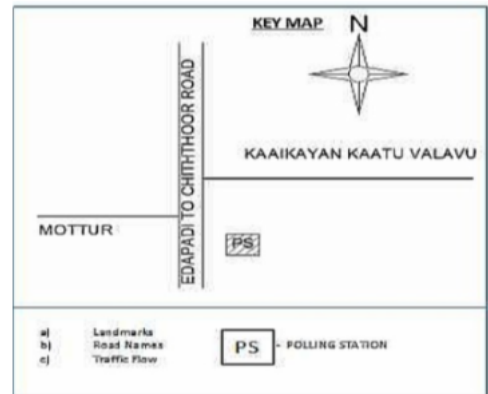 KEY MAP
N
EDAPADI TO CHITHTHOOR ROAD
KAAIKAYAN KAATU VALAVU
MOTTUR
PS
a) Landmarks
b) Road Names
c) Traffic Flow
PS - POLLING STATION